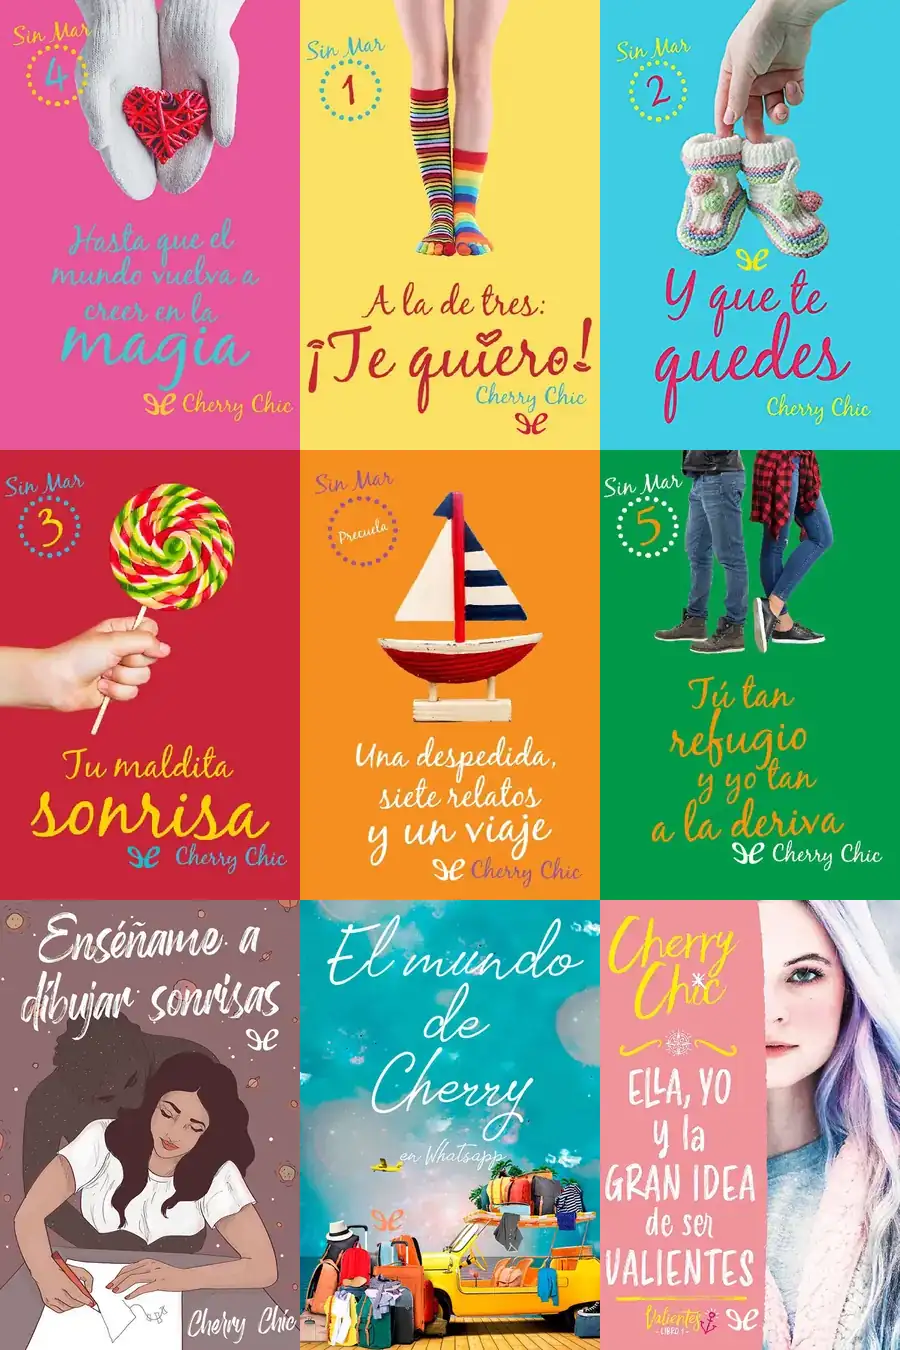 Sin Mar
4
Hasta que el
mundo vuelva a
creer en la
magia
Cherry Chic
Sin Mar
1
A la de tres:
¡Te quiero!
Cherry Chic
Sin Mar
2
Y que te
quedes
Cherry Chic
Sin Mar
3
Tu maldita
sonrisa
Cherry Chic
Sin Mar
Precuela
Una despedida,
siete relatos
y un viaje
Cherry Chic
Sin Mar
5
Tú tan
refugio
y yo tan
a la deriva
Cherry Chic
Enséñame a
dibujar sonrisas
Cherry Chic
El mundo
de
Cherry
en Whatsapp
Cherry
Chic
ELLA, YO
y la
GRAN IDEA
de ser
VALIENTES
Valientes
LIBRO 1